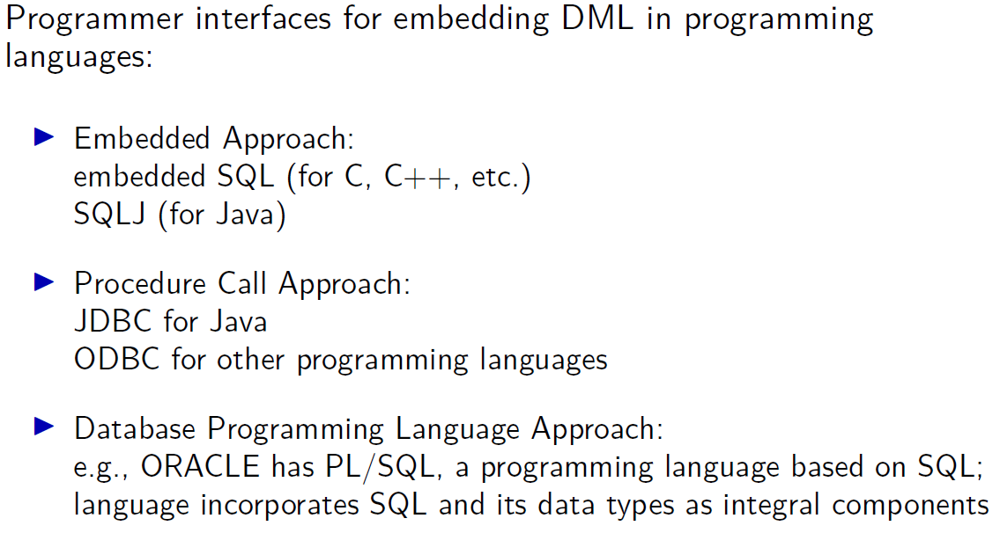 Programmer interfaces for embedding DML in programming
languages:
Embedded Approach:
embedded SQL (for C, C++, etc.)
SQLJ (for Java)
Procedure Call Approach:
JDBC for Java
ODBC for other programming languages
Database Programming Language Approach:
e.g., ORACLE has PL/SQL, a programming language based on SQL;
language incorporates SQL and its data types as integral components